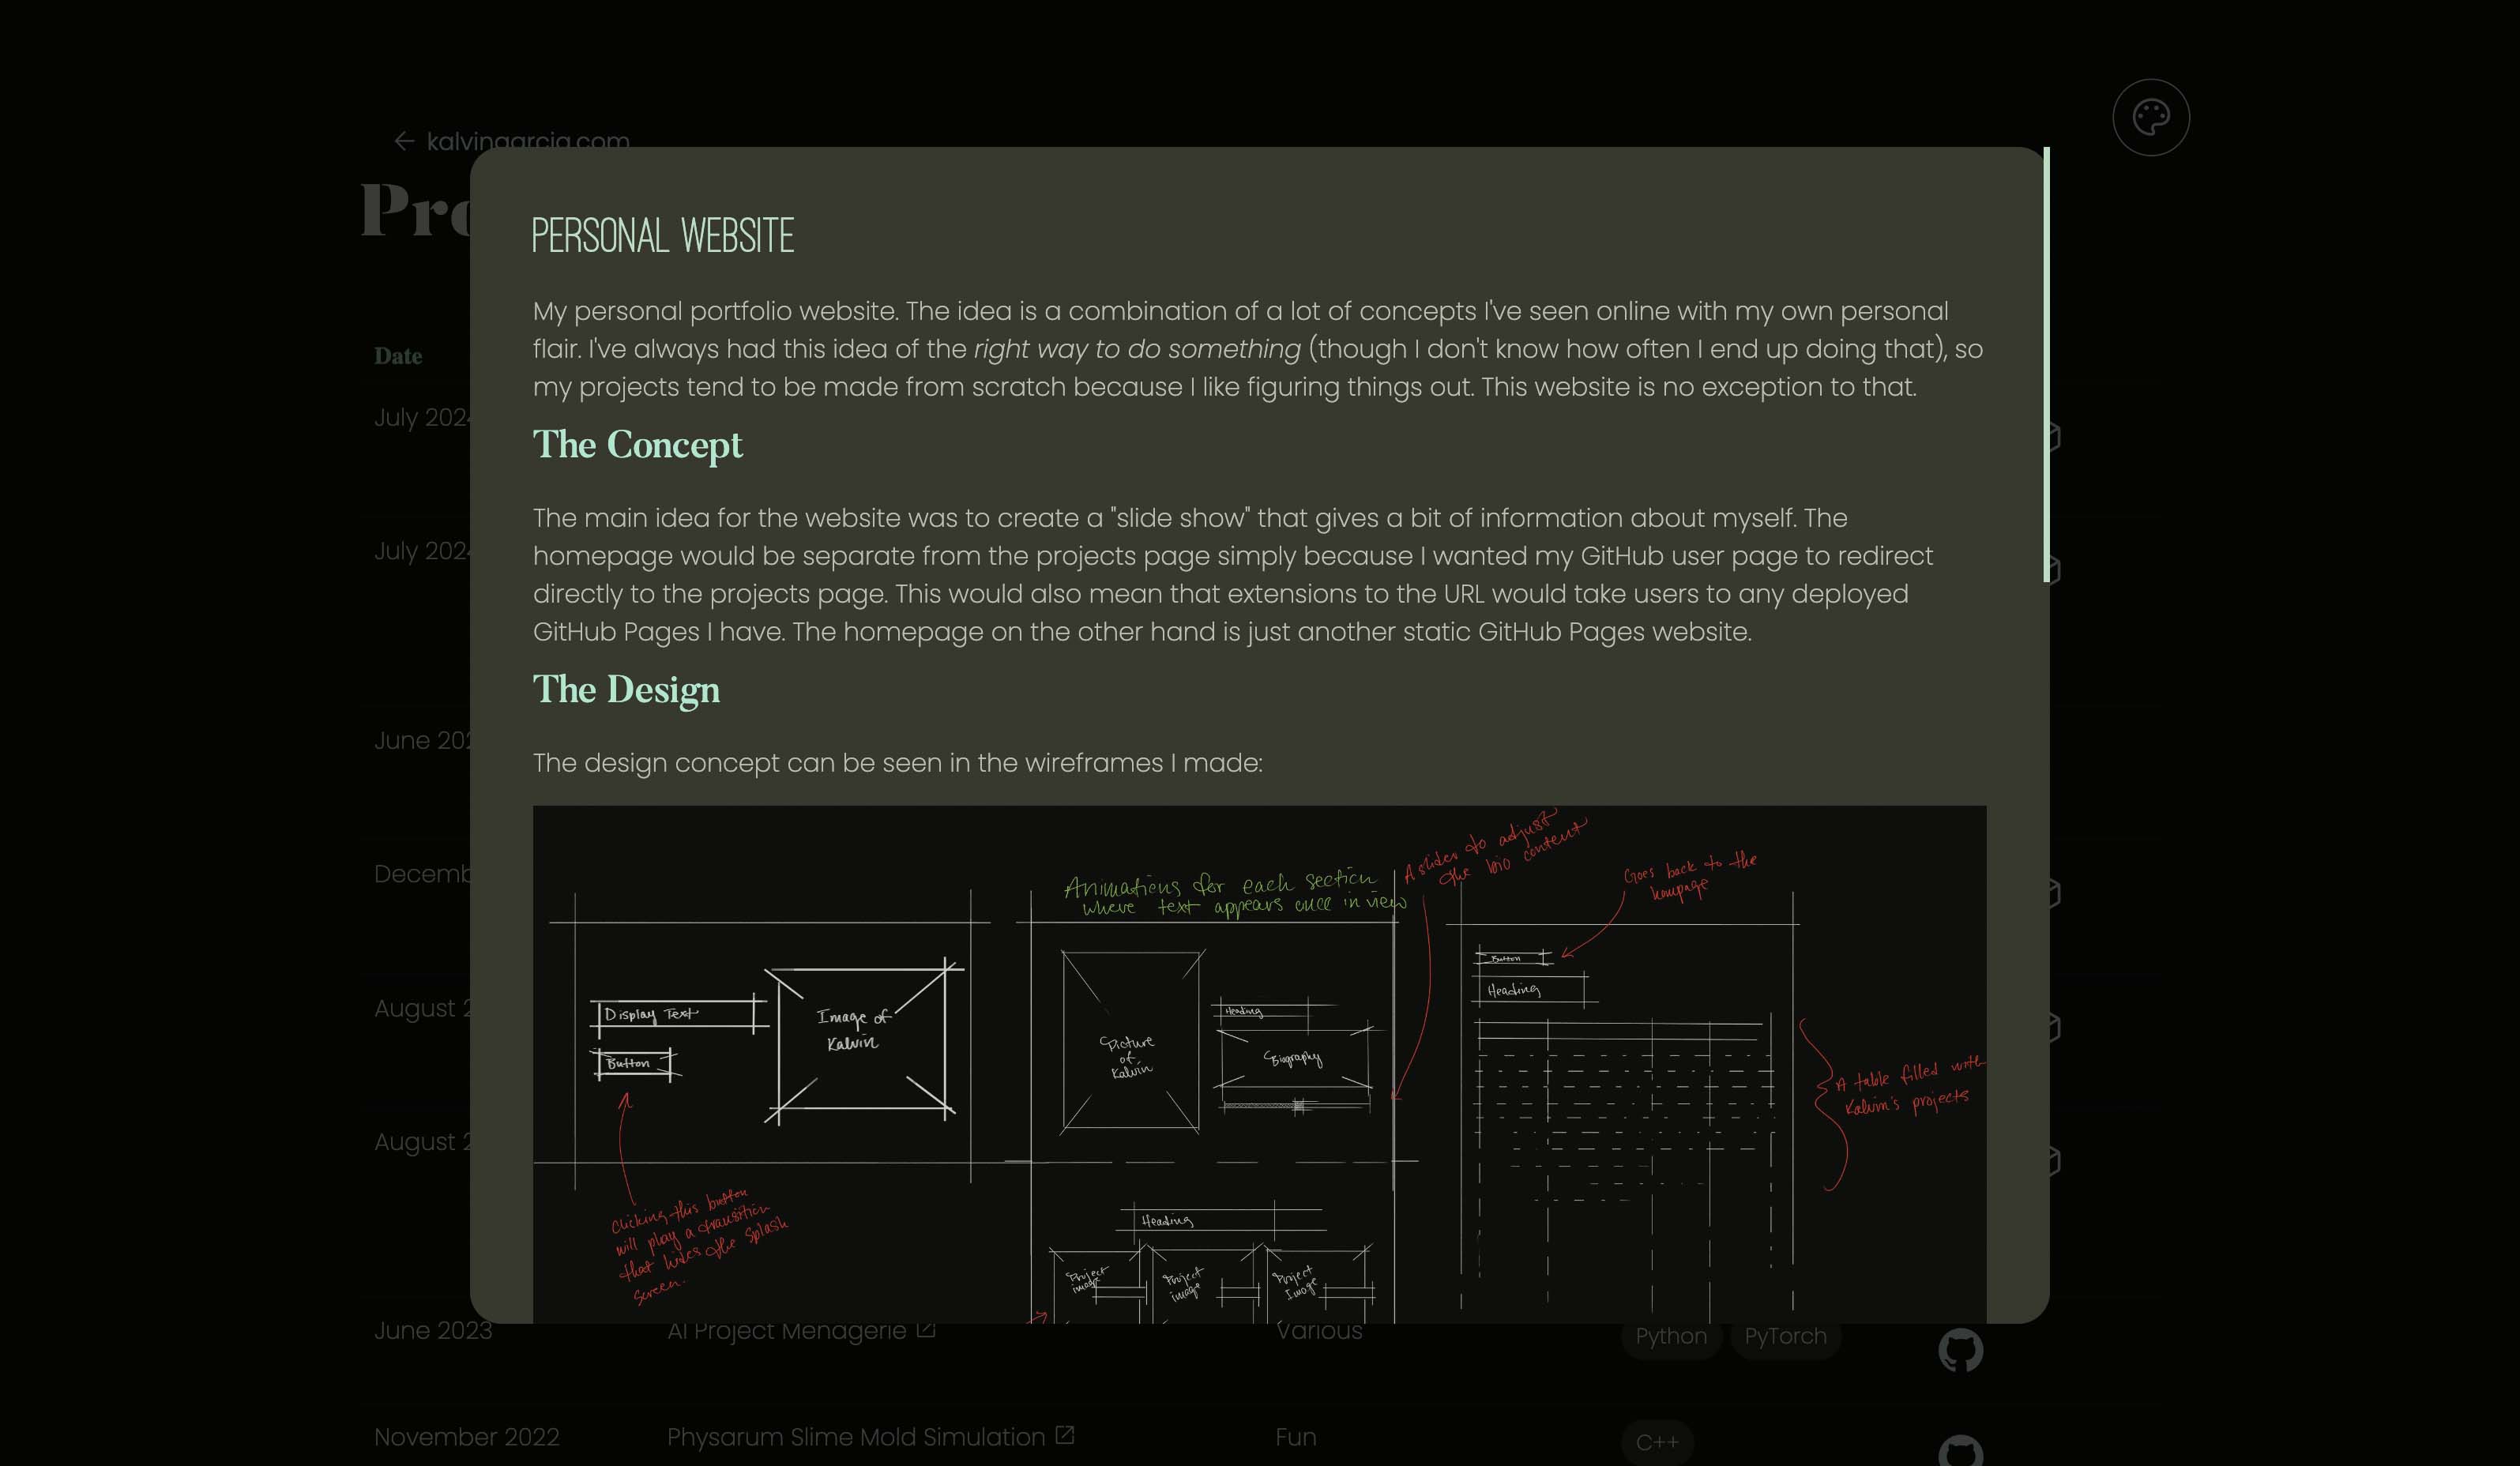 kalvingarcia.com
Pro
PERSONAL WEBSITE
My personal portfolio website. The idea is a combination of a lot of concepts I've seen online with my own personal
flair. I've always had this idea of the right way to do something (though I don't know how often I end up doing that), so
my projects tend to be made from scratch because I like figuring things out. This website is no exception to that.
Date
July 2024
The Concept
The main idea for the website was to create a "slide show" that gives a bit of information about myself. The
homepage would be separate from the projects page simply because I wanted my GitHub user page to redirect
directly to the projects page. This would also mean that extensions to the URL would take users to any deployed
GitHub Pages I have. The homepage on the other hand is just another static GitHub Pages website.
July 2024
The Design
June 202
The design concept can be seen in the wireframes I made:
Decemb
August 2
August 2
Display Text
Button
Image of
Kalvin
Clicking this button
will play a transition
that hides the splash
screen.
Animations for each section
where text appears once in view
A slider to adjust
the bio content
Picture
of
Kalvin
Heading
Biography
Heading
Project
image
Project
image
Project
Image
Goes back to the
hompage
Button
Heading
A table filled with
Kalvin's projects
June 2023 AI Project Menagerie Various Python PyTorch
November 2022 Physarum Slime Mold Simulation Fun C++